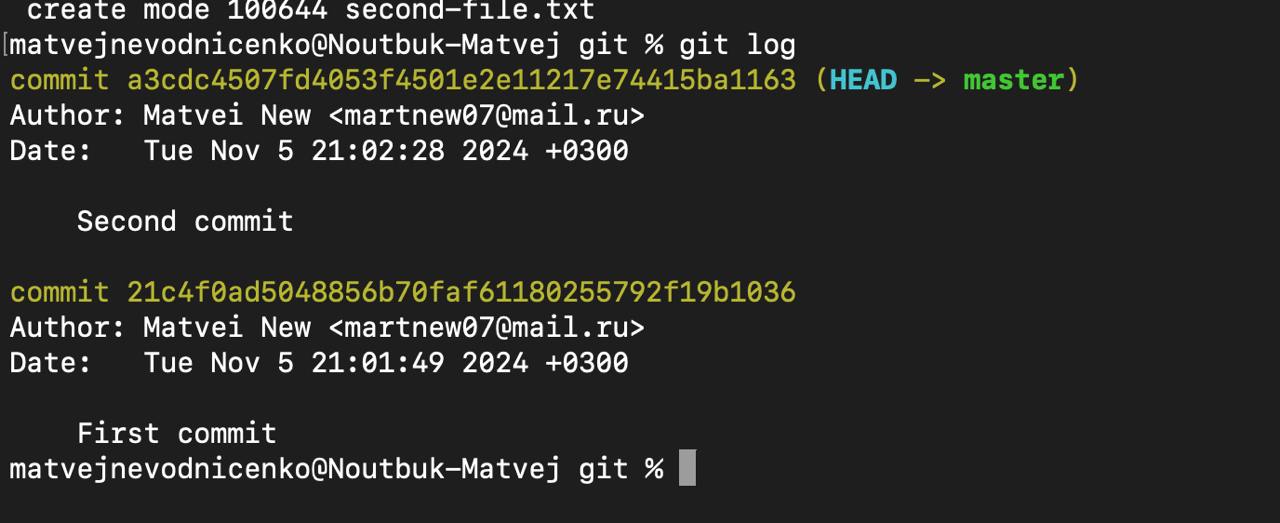 create mode 100644 second-file.txt
[matvejnevodnicenko@Noutbuk-Matvej git % git log
commit a3cdc4507fd4053f4501e2e11217e74415ba1163 (HEAD -> master)
Author: Matvei New <martnew07@mail.ru>
Date:   Tue Nov 5 21:02:28 2024 +0300
Second commit
commit 21c4f0ad5048856b70faf61180255792f19b1036
Author: Matvei New <martnew07@mail.ru>
Date:   Tue Nov 5 21:01:49 2024 +0300
First commit
matvejnevodnicenko@Noutbuk-Matvej git %